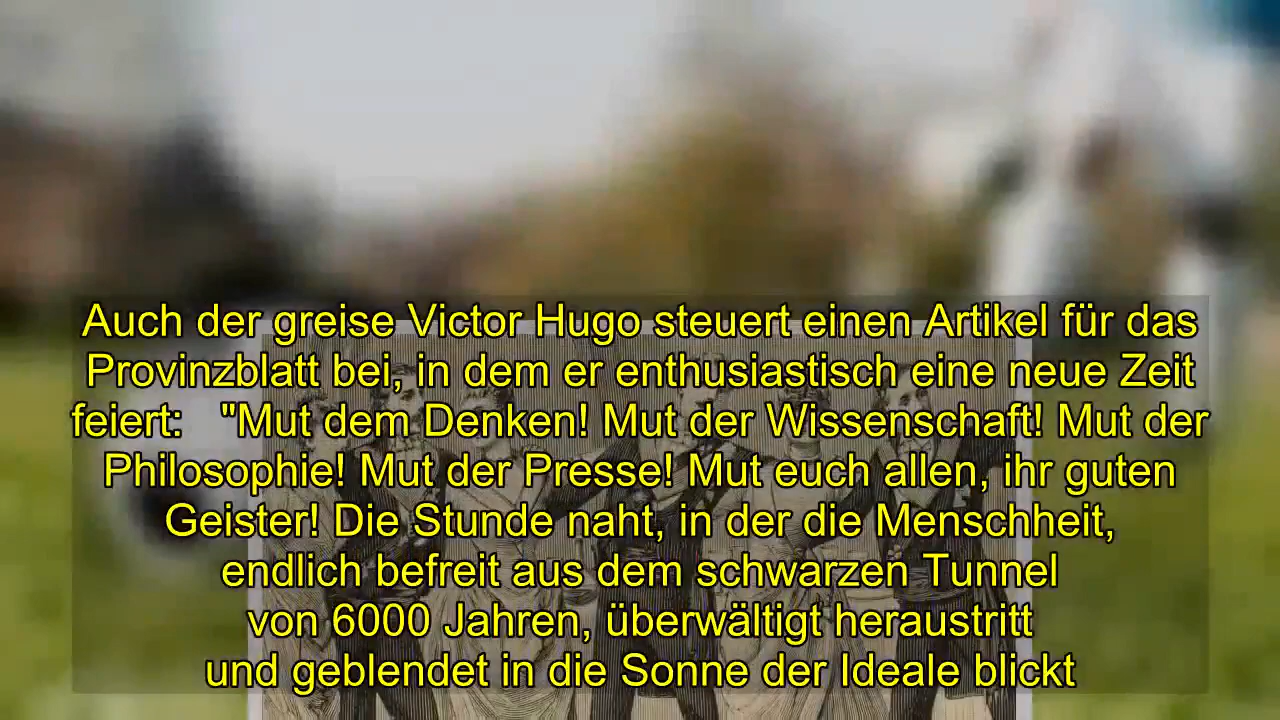 Auch der greise Victor Hugo steuert einen Artikel für das
Provinzblatt bei, in dem er enthusiastisch eine neue Zeit
feiert:   "Mut dem Denken! Mut der Wissenschaft! Mut der
Philosophie! Mut der Presse! Mut euch allen, ihr guten
Geister! Die Stunde naht, in der die Menschheit,
endlich befreit aus dem schwarzen Tunnel
von 6000 Jahren, überwältigt heraustritt
und geblendet in die Sonne der Ideale blickt